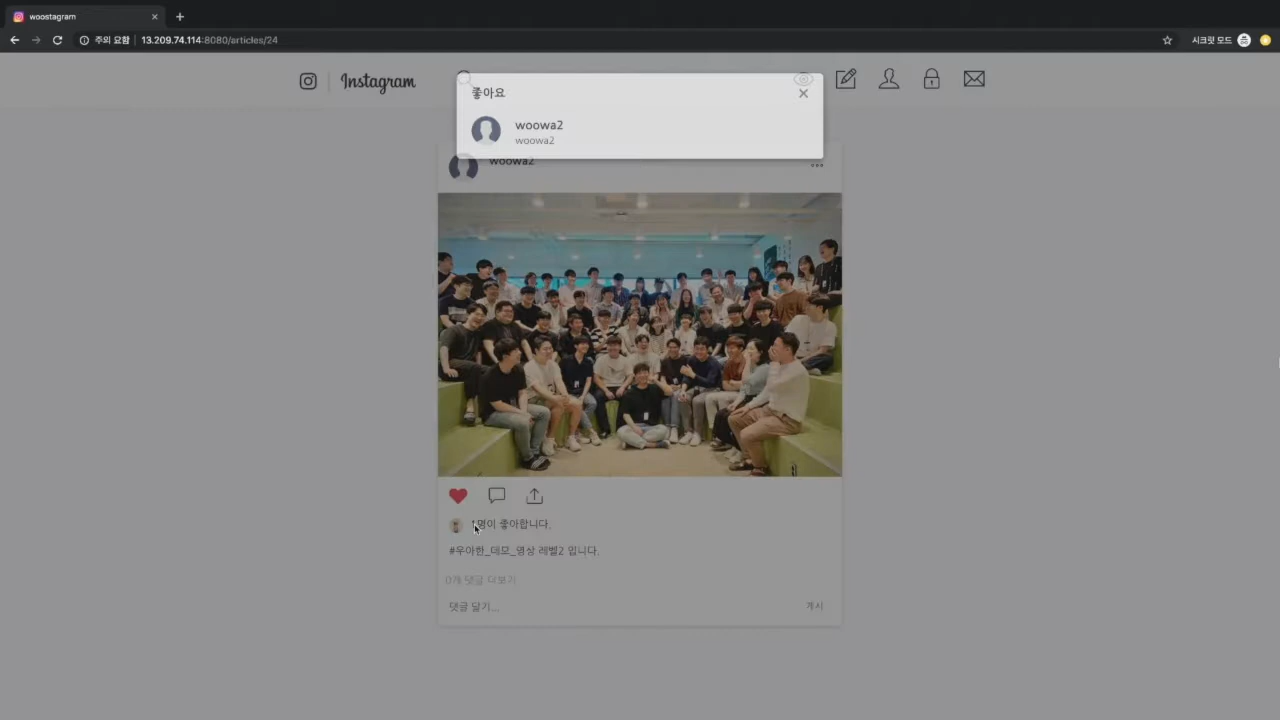 woostagram
주의 요함
13.209.74.114:8080/articles/24
시크릿 모드
Instagram
좋아요
woowa2
woowa2
woowa2
1명이 좋아합니다.
#우아한_데모_영상 레벨2 입니다.
0개 댓글 더보기
댓글 달기...
게시